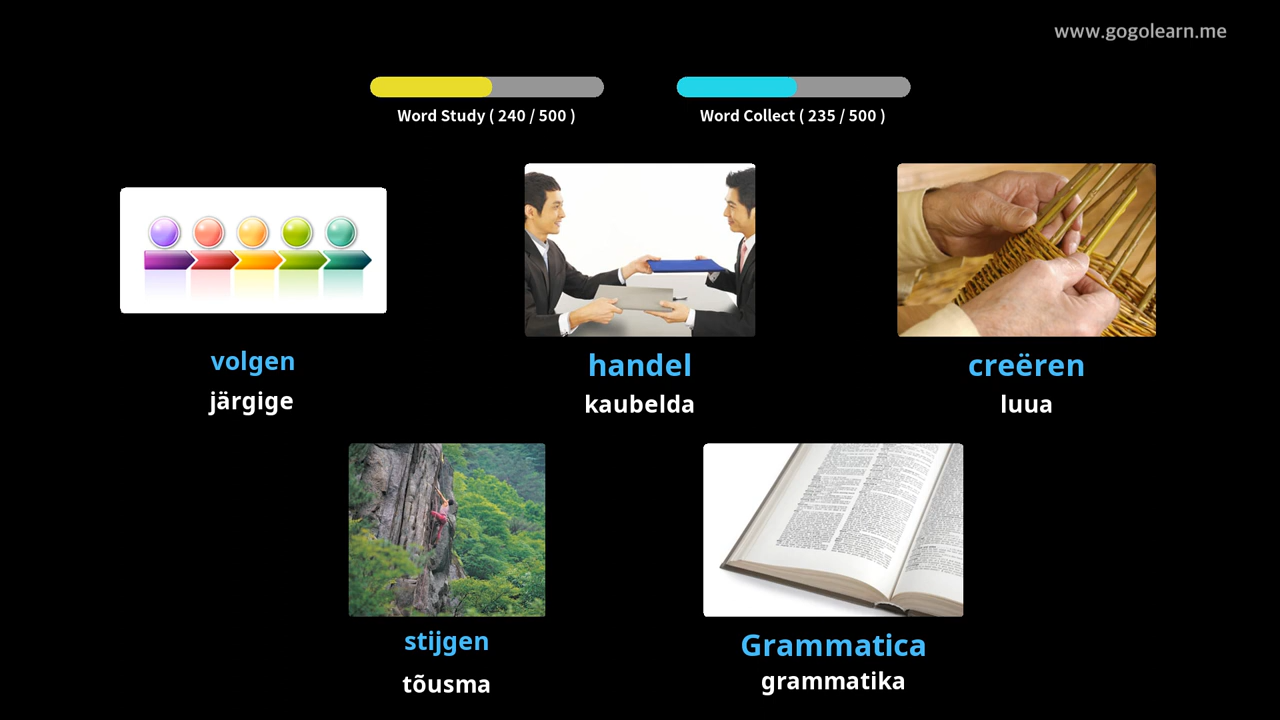 www.gogolearn.me
Word Study ( 240 / 500 )
Word Collect ( 235 / 500 )
volgen
järgige
handel
kaubelda
creëren
luua
stijgen
tõusma
Grammatica
grammatika